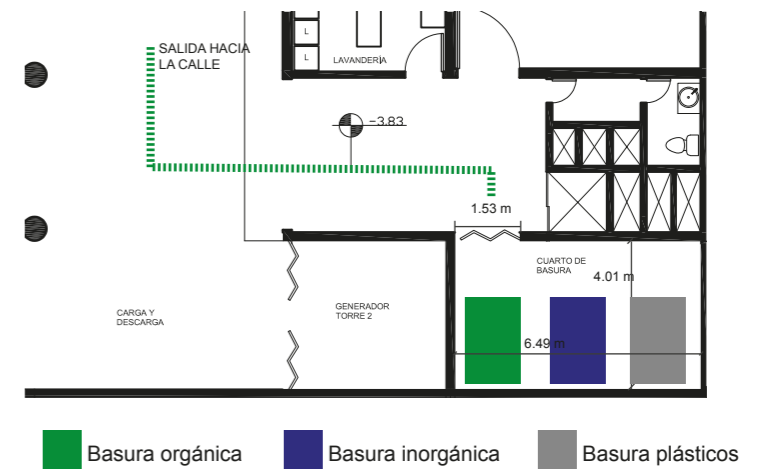 L
L
SALIDA HACIA
LA CALLE
LAVANDERÍA
−3.83
1.53 m
CUARTO DE
BASURA
4.01 m
GENERADOR
TORRE 2
CARGA Y
DESCARGA
6.49 m
Basura orgánica
Basura inorgánica
Basura plásticos